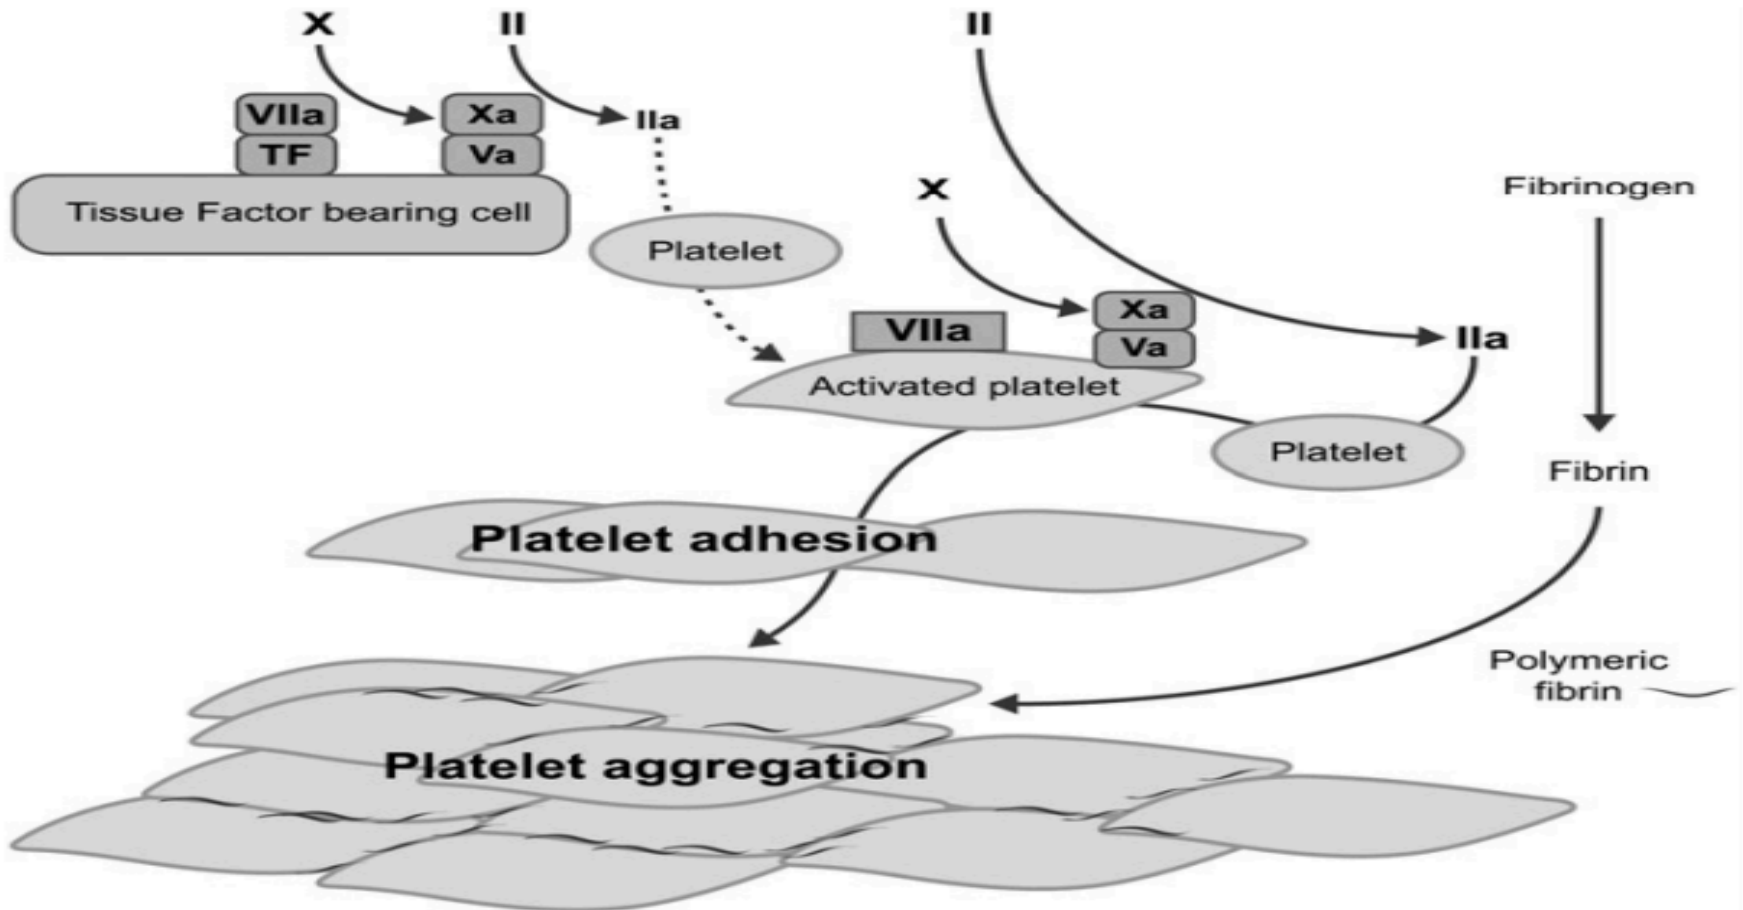 X
II
II
VIIa
Xa
IIa
TF
Va
Tissue Factor bearing cell
X
Fibrinogen
Platelet
VIIa
Xa
Va
IIa
Activated platelet
Platelet
Fibrin
Platelet adhesion
Polymeric
fibrin
Platelet aggregation